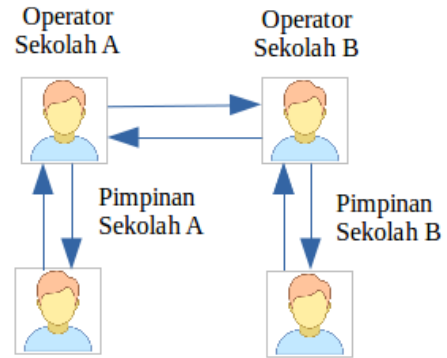 Operator
Sekolah A
Operator
Sekolah B
Pimpinan
Sekolah A
Pimpinan
Sekolah B